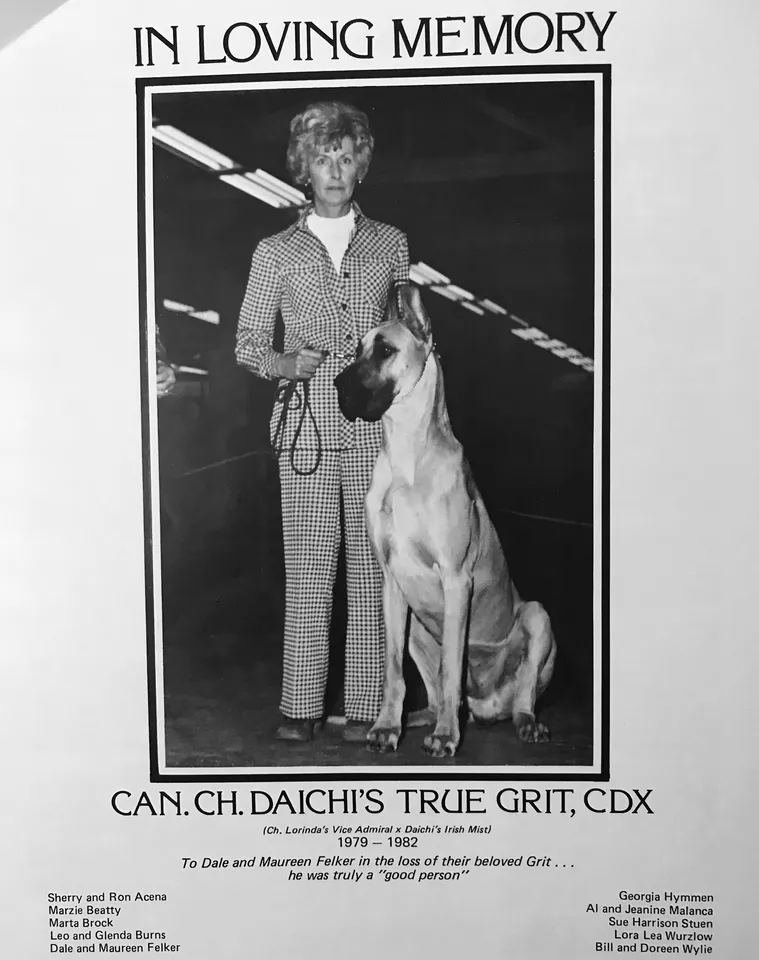 IN LOVING MEMORY
CAN. CH. DAICHI'S TRUE GRIT, CDX
(Ch. Lorinda's Vice Admiral x Daichi's Irish Mist)
1979 – 1982
To Dale and Maureen Felker in the loss of their beloved Grit . . .
he was truly a "good person"
Sherry and Ron Acena
Marzie Beatty
Marta Brock
Leo and Glenda Burns
Dale and Maureen Felker
Georgia Hymmen
Al and Jeanine Malanca
Sue Harrison Stuen
Lora Lea Wurzlow
Bill and Doreen Wylie